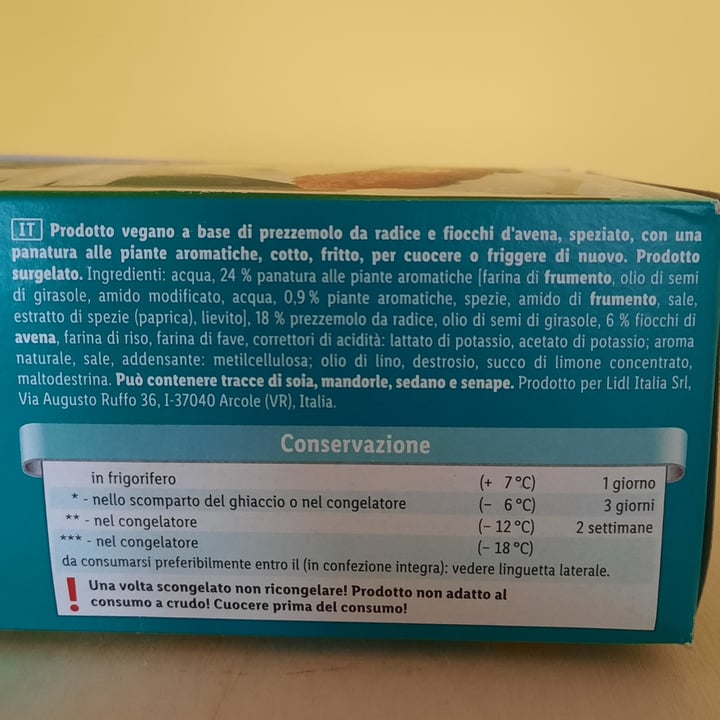 IT Prodotto vegano a base di prezzemolo da radice e fiocchi d'avena, speziato, con una
panatura alle piante aromatiche, cotto, fritto, per cuocere o friggere di nuovo. Prodotto
surgelato. Ingredienti: acqua, 24 % panatura alle piante aromatiche [farina di frumento, olio di semi
di girasole, amido modificato, acqua, 0,9 % piante aromatiche, spezie, amido di frumento, sale,
estratto di spezie (paprica), lievito], 18 % prezzemolo da radice, olio di semi di girasole, 6 % fiocchi di
avena, farina di riso, farina di fave, correttori di acidità: lattato di potassio, acetato di potassio; aroma
naturale, sale, addensante: metilcellulosa; olio di lino, destrosio, succo di limone concentrato,
maltodestrina. Può contenere tracce di soia, mandorle, sedano e senape. Prodotto per Lidl Italia Srl,
Via Augusto Ruffo 36, I-37040 Arcole (VR), Italia.
Conservazione
in frigorifero (+ 7 °C) 1 giorno
* - nello scomparto del ghiaccio o nel congelatore (– 6 °C) 3 giorni
** - nel congelatore (– 12 °C) 2 settimane
*** - nel congelatore (– 18 °C)
da consumarsi preferibilmente entro il (in confezione integra): vedere linguetta laterale.
! Una volta scongelato non ricongelare! Prodotto non adatto al
consumo a crudo! Cuocere prima del consumo!